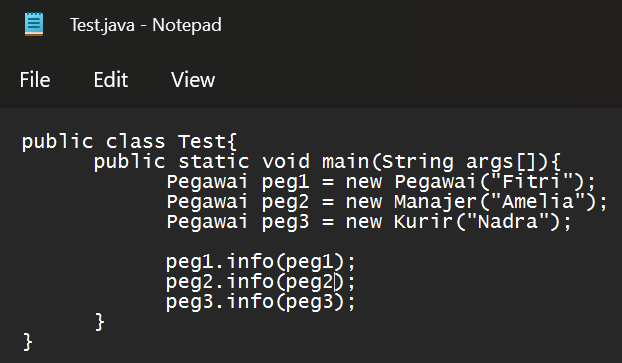 Test.java - Notepad
File Edit View
public class Test{
public static void main(String args[]){
Pegawai peg1 = new Pegawai("Fitri");
Pegawai peg2 = new Manajer("Amelia");
Pegawai peg3 = new Kurir("Nadra");
peg1.info(peg1);
peg2.info(peg2);
peg3.info(peg3);
}
}